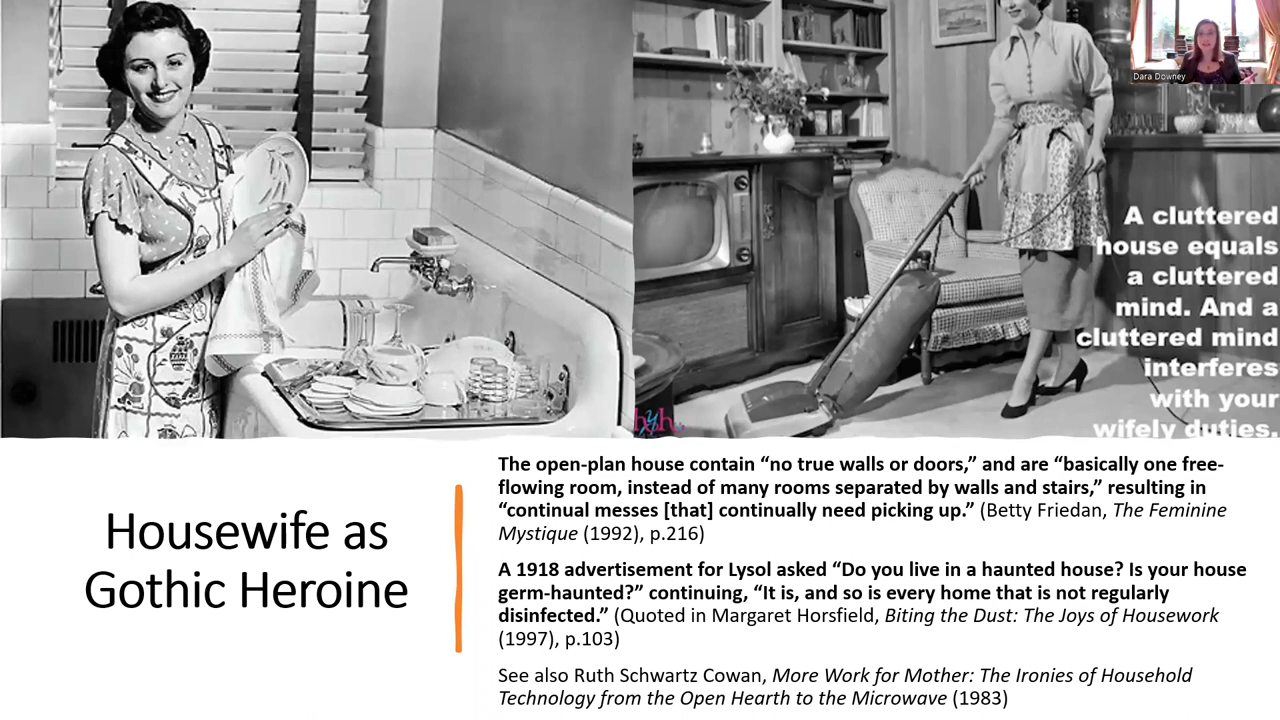 Dara Downey
A cluttered
house equals
a cluttered
mind. And a
cluttered mind
interferes
with your
wifely duties.
hyh
Housewife as
Gothic Heroine
The open-plan house contain “no true walls or doors,” and are “basically one free-
flowing room, instead of many rooms separated by walls and stairs,” resulting in
“continual messes [that] continually need picking up.” (Betty Friedan, The Feminine
Mystique (1992), p.216)
A 1918 advertisement for Lysol asked “Do you live in a haunted house? Is your house
germ-haunted?” continuing, “It is, and so is every home that is not regularly
disinfected.” (Quoted in Margaret Horsfield, Biting the Dust: The Joys of Housework
(1997), p.103)
See also Ruth Schwartz Cowan, More Work for Mother: The Ironies of Household
Technology from the Open Hearth to the Microwave (1983)